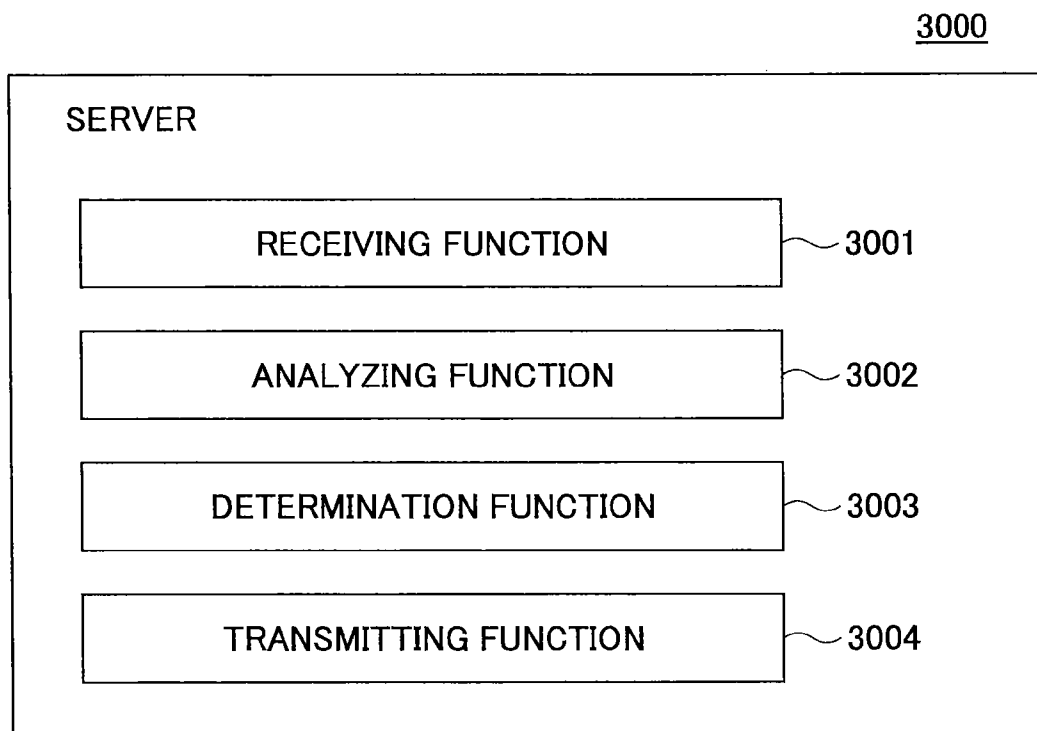 3000
SERVER
RECEIVING FUNCTION 3001
ANALYZING FUNCTION 3002
DETERMINATION FUNCTION 3003
TRANSMITTING FUNCTION 3004